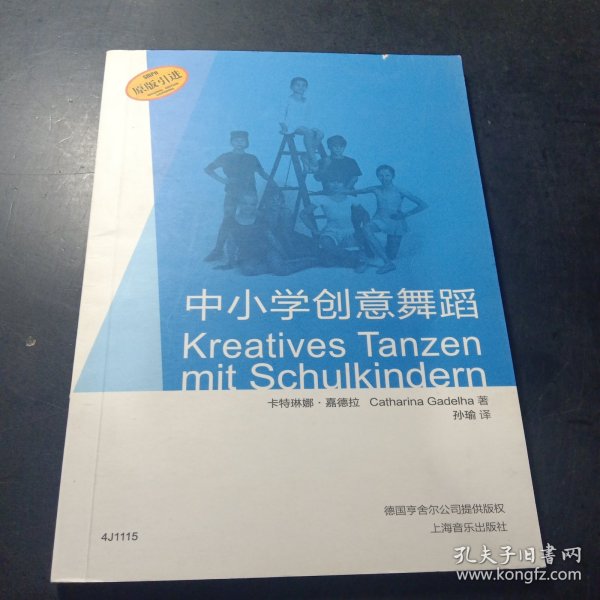 SMPH
原版引进
中小学创意舞蹈
Kreatives Tanzen
mit Schulkindern
卡特琳娜·嘉德拉 Catharina Gadelha 著
孙瑜 译
德国亨舍尔公司提供版权
上海音乐出版社
4J1115
孔夫子旧书网
www.kongfz.com